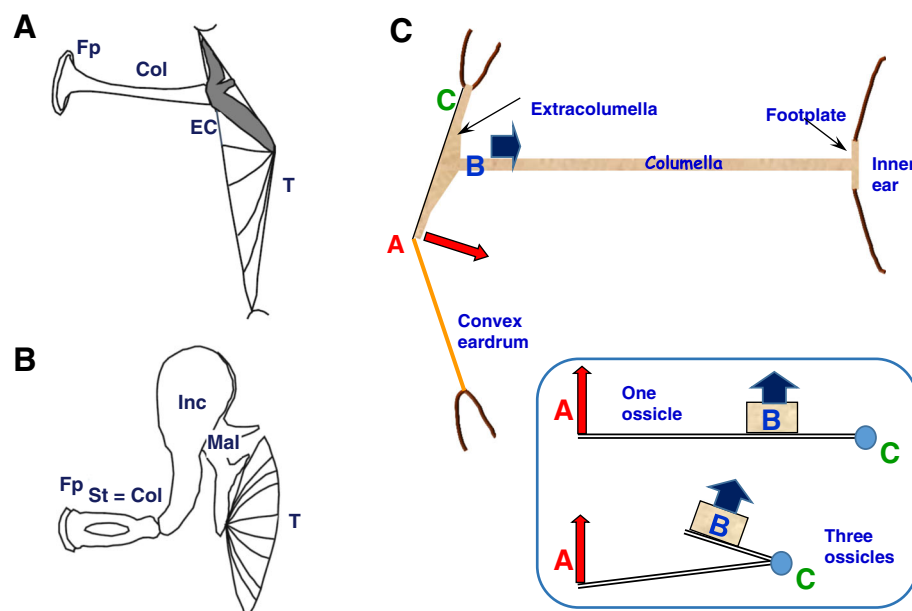 A
Fp
Col
EC
T
B
Inc
Mal
Fp
St = Col
T
C
C
Extracolumella
Footplate
B
Columella
Inner
ear
A
Convex
eardrum
A
One
ossicle
B
C
A
B
Three
ossicles
C